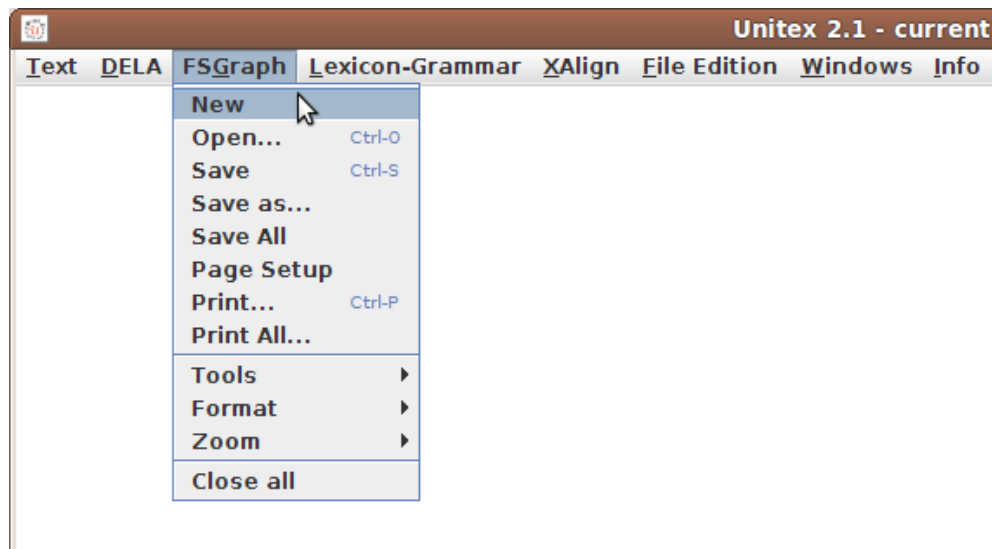 Unitex 2.1 - current
Text DELA FSGraph Lexicon-Grammar XAlign File Edition Windows Info
New
Open... Ctrl-O
Save Ctrl-S
Save as...
Save All
Page Setup
Print... Ctrl-P
Print All...
Tools
Format
Zoom
Close all